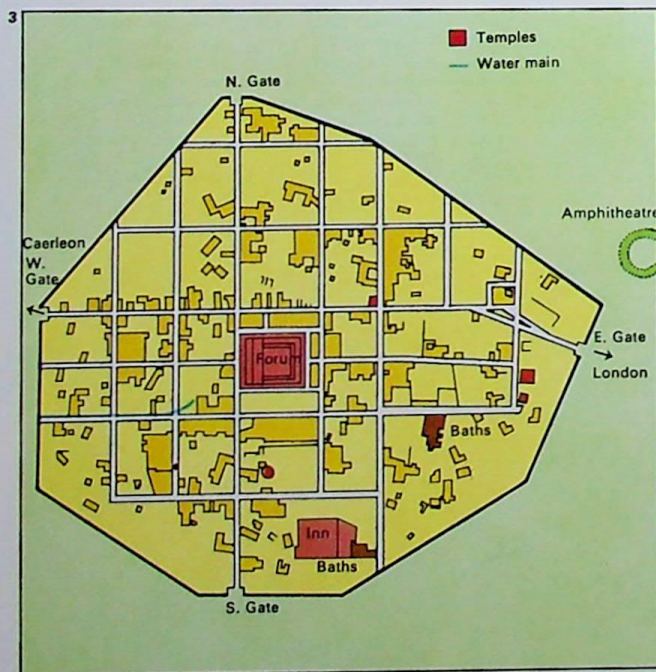 3
Temples
Water main
N. Gate
Amphitheatre
Caerleon
W.
Gate
Forum
E. Gate
London
Baths
Inn
Baths
S. Gate